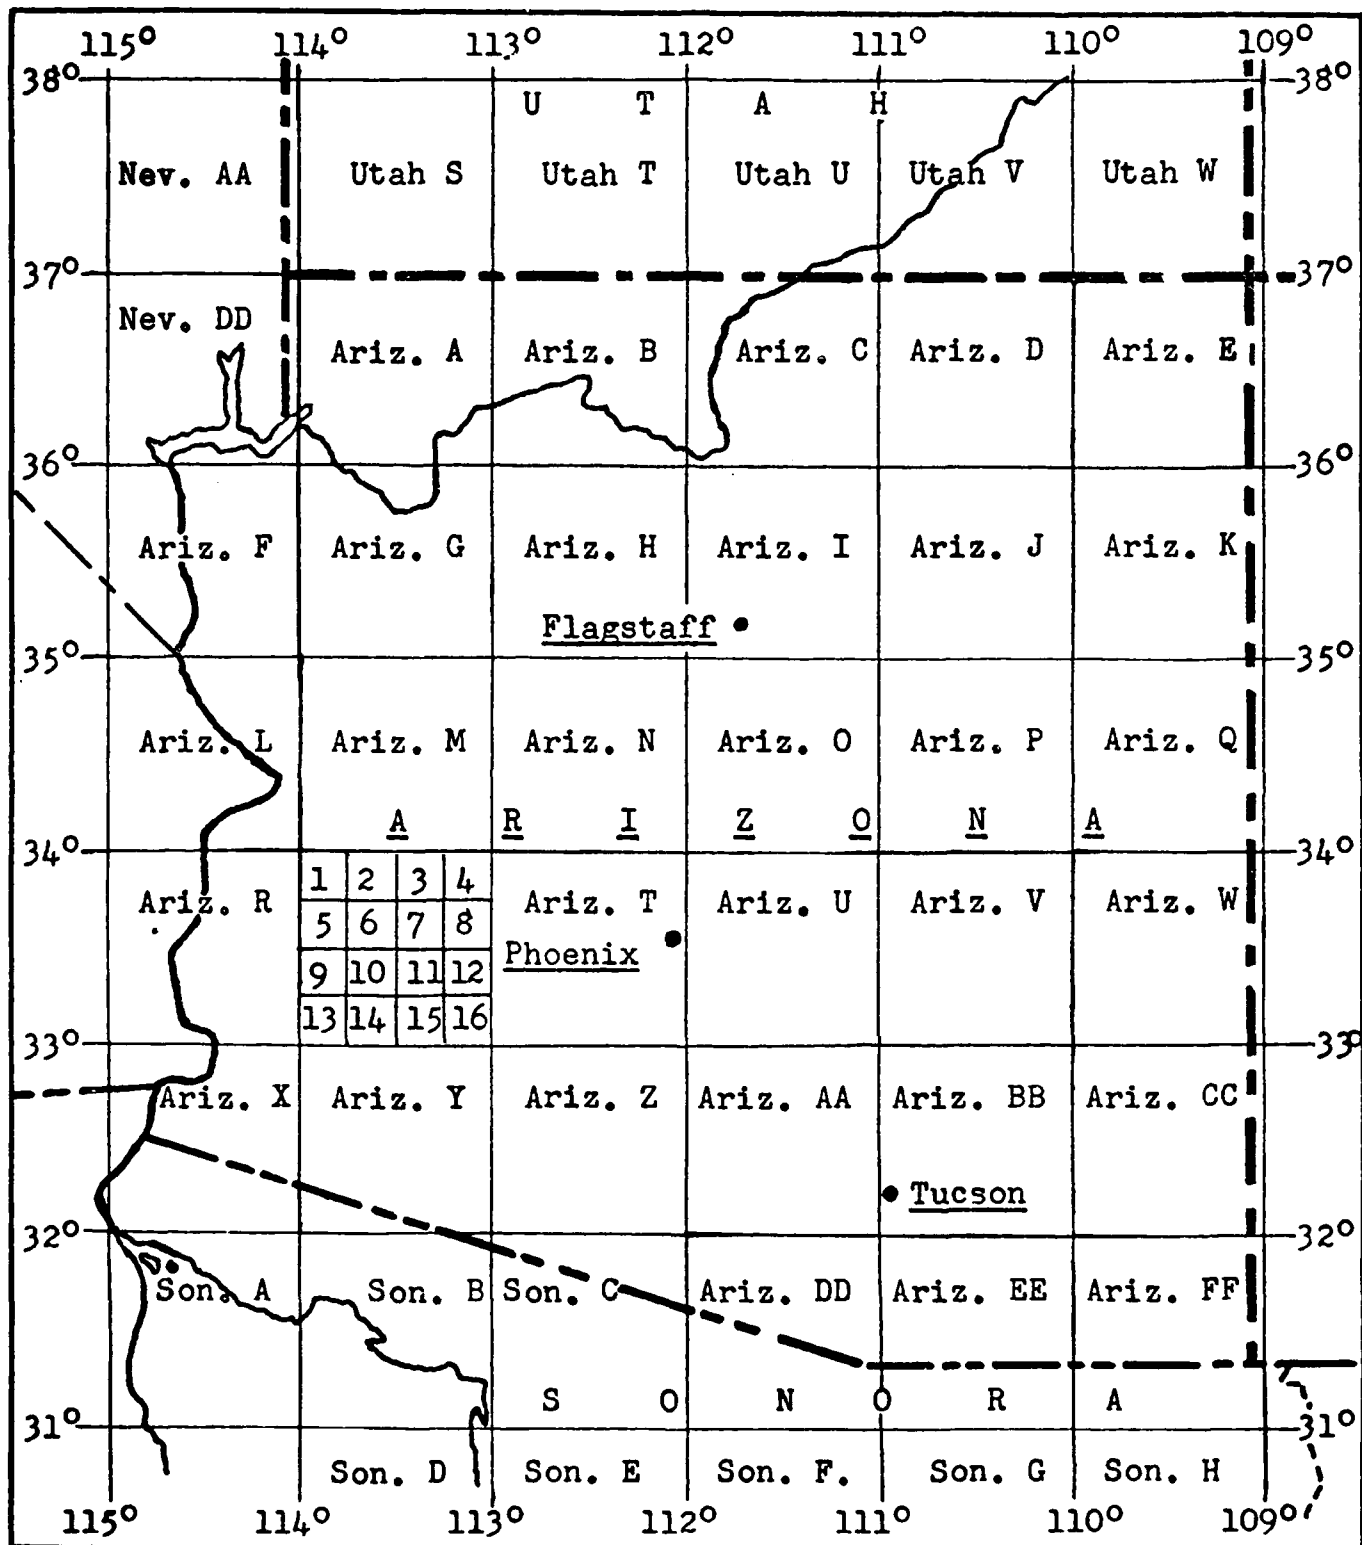 115° 114° 113° 112° 111° 110° 109°
38° 38°
U T A H
Nev. AA Utah S Utah T Utah U Utah V Utah W
37° 37°
Nev. DD
Ariz. A Ariz. B Ariz. C Ariz. D Ariz. E
36° 36°
Ariz. F Ariz. G Ariz. H Ariz. I Ariz. J Ariz. K
Flagstaff
35° 35°
Ariz. L Ariz. M Ariz. N Ariz. O Ariz. P Ariz. Q
A R I Z O N A
34° 34°
1 2 3 4
Ariz. R Ariz. T Ariz. U Ariz. V Ariz. W
5 6 7 8
Phoenix
9 10 11 12
13 14 15 16
33° 33°
Ariz. X Ariz. Y Ariz. Z Ariz. AA Ariz. BB Ariz. CC
Tucson
32° 32°
Son. A Son. B Son. C Ariz. DD Ariz. EE Ariz. FF
S O N O R A
31° 31°
Son. D Son. E Son. F. Son. G Son. H
115° 114° 113° 112° 111° 110° 109°